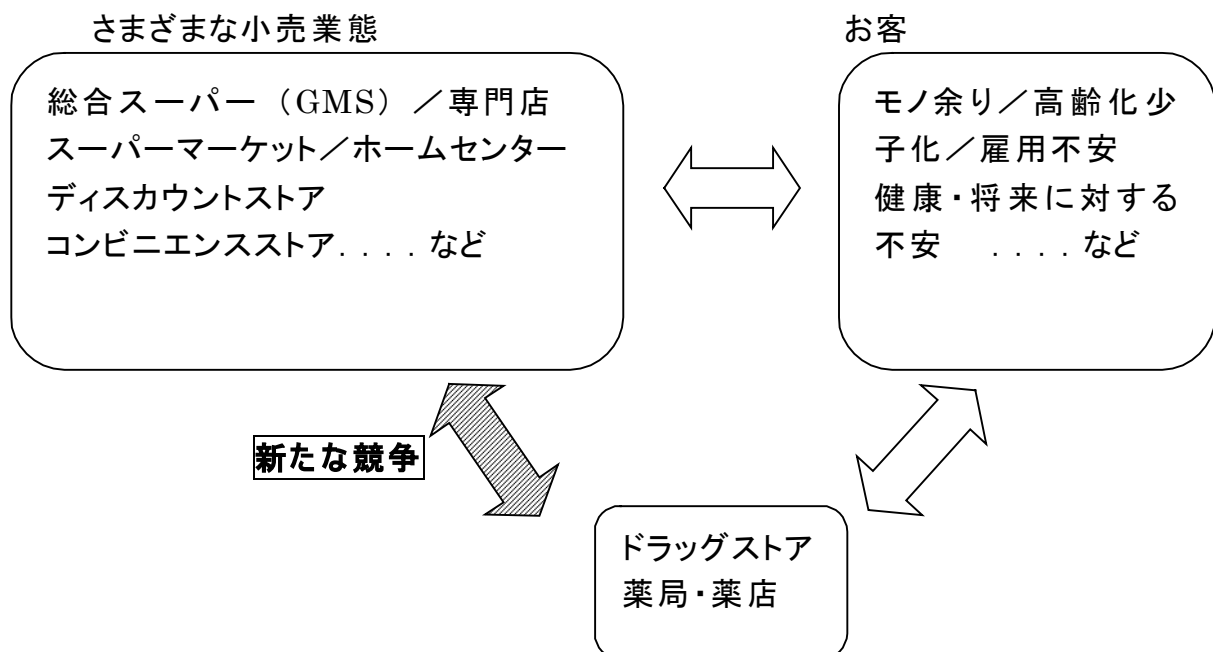 さまざまな小売業態
お客
総合スーパー（GMS）／専門店
スーパーマーケット／ホームセンター
ディスカウントストア
コンビニエンスストア．．．．など
モノ余り／高齢化少
子化／雇用不安
健康・将来に対する
不安　．．．．など
新たな競争
ドラッグストア
薬局・薬店